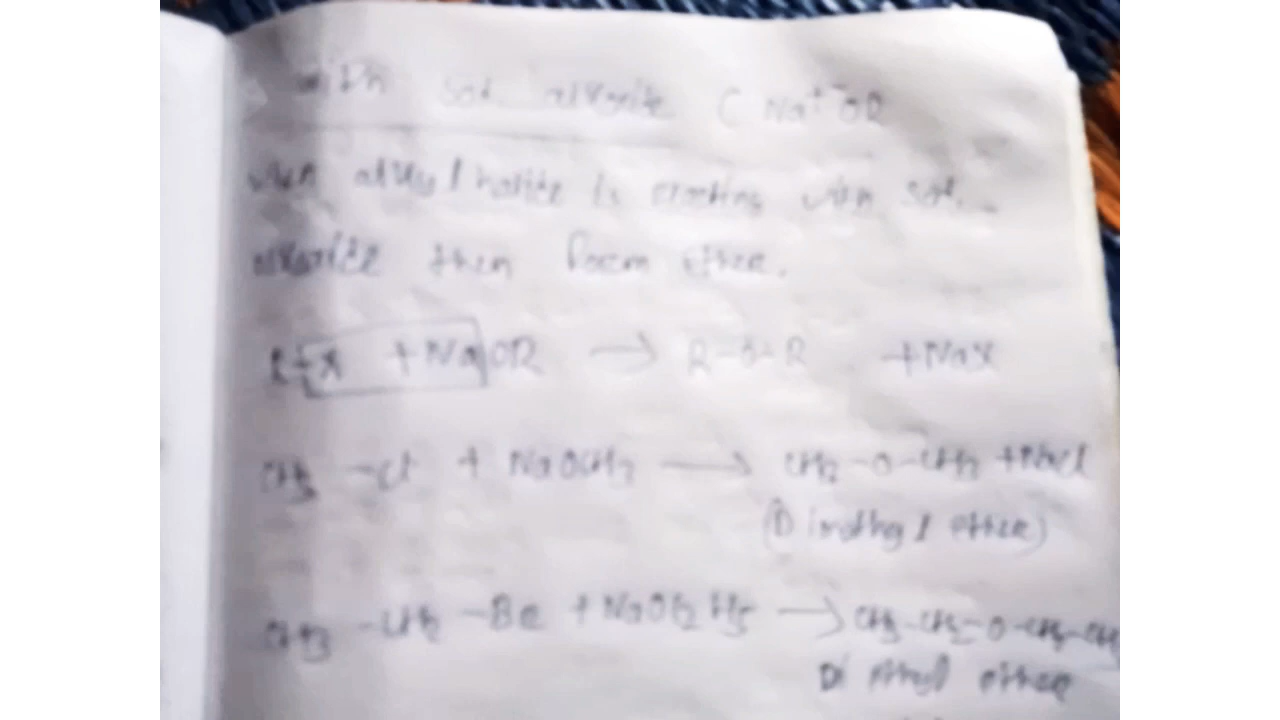 with sod. alkoxide ( Na⁺ ⁻OR
when alkyl halide is reacting with sod.
alkoxide then form ether.
R-X + NaOR → R-O-R + NaX
CH3 -Cl + NaOCH3 → CH3 -O-CH3 + NaCl
(Dimethyl ether)
CH3 -CH2 -Br + NaOC2H5 → CH3-CH2-O-CH2-CH3
Di ethyl ether